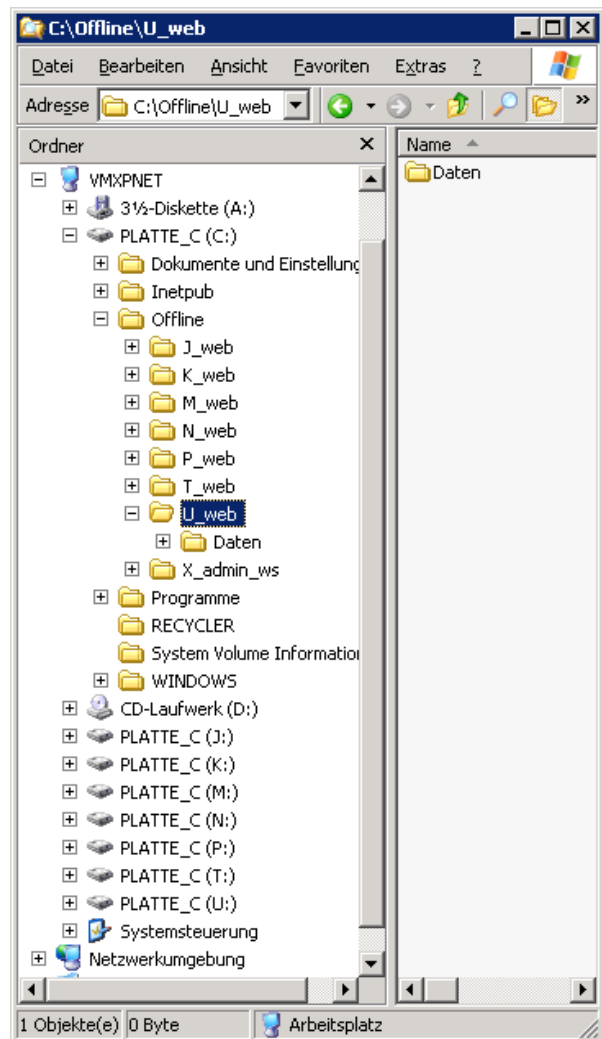 C:\Offline\U_web
Datei Bearbeiten Ansicht Favoriten Extras ?
Adresse C:\Offline\U_web »
Ordner x Name
Daten
VMXPNET
3½-Diskette (A:)
PLATTE_C (C:)
Dokumente und Einstellung
Inetpub
Offline
J_web
K_web
M_web
N_web
P_web
T_web
U_web
Daten
X_admin_ws
Programme
RECYCLER
System Volume Information
WINDOWS
CD-Laufwerk (D:)
PLATTE_C (J:)
PLATTE_C (K:)
PLATTE_C (M:)
PLATTE_C (N:)
PLATTE_C (P:)
PLATTE_C (T:)
PLATTE_C (U:)
Systemsteuerung
Netzwerkumgebung
1 Objekte(e) 0 Byte Arbeitsplatz